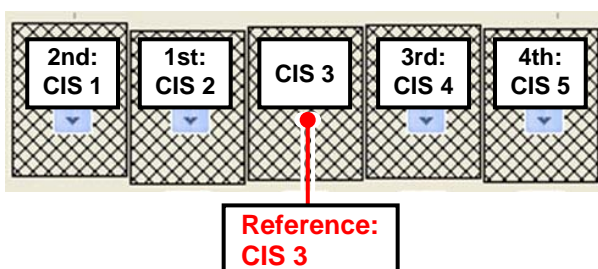 2nd:
CIS 1
1st:
CIS 2
CIS 3
3rd:
CIS 4
4th:
CIS 5
Reference:
CIS 3